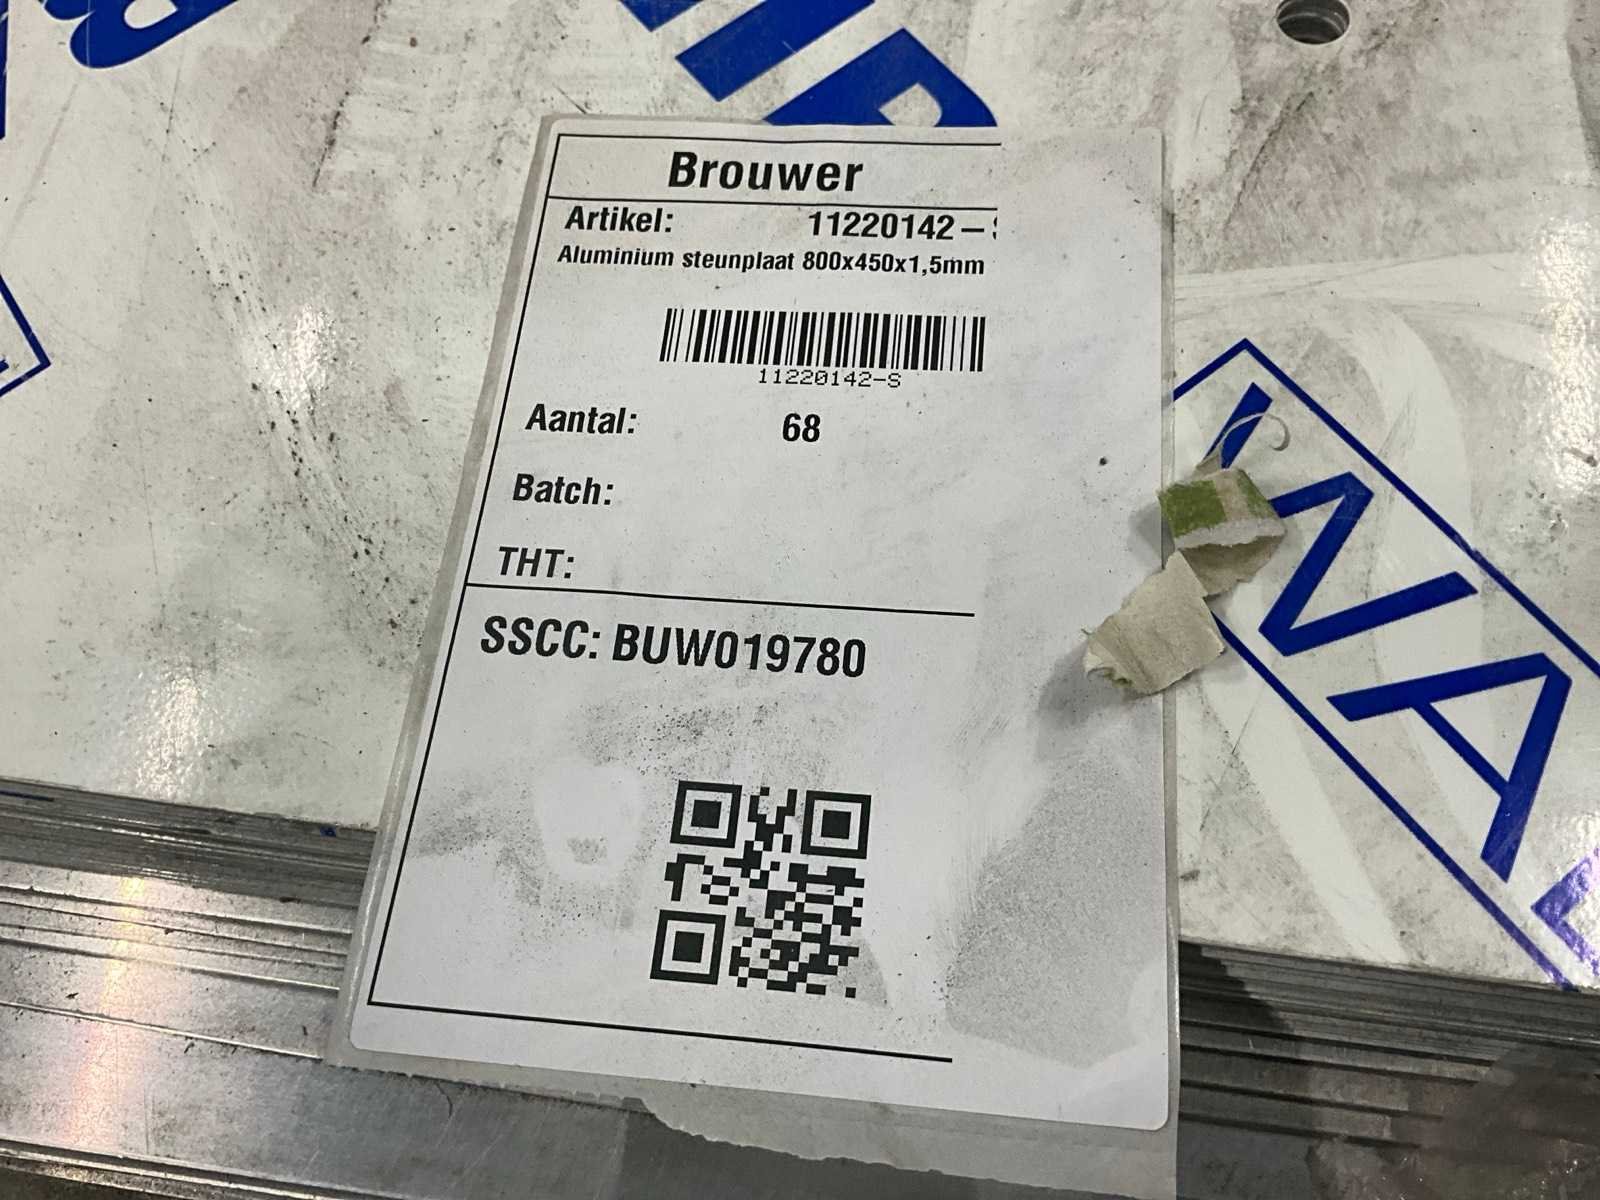 Brouwer
Artikel: 11220142-
Aluminium steunplaat 800x450x1,5mm
11220142-S
Aantal: 68
Batch:
THT:
SSCC: BUW019780